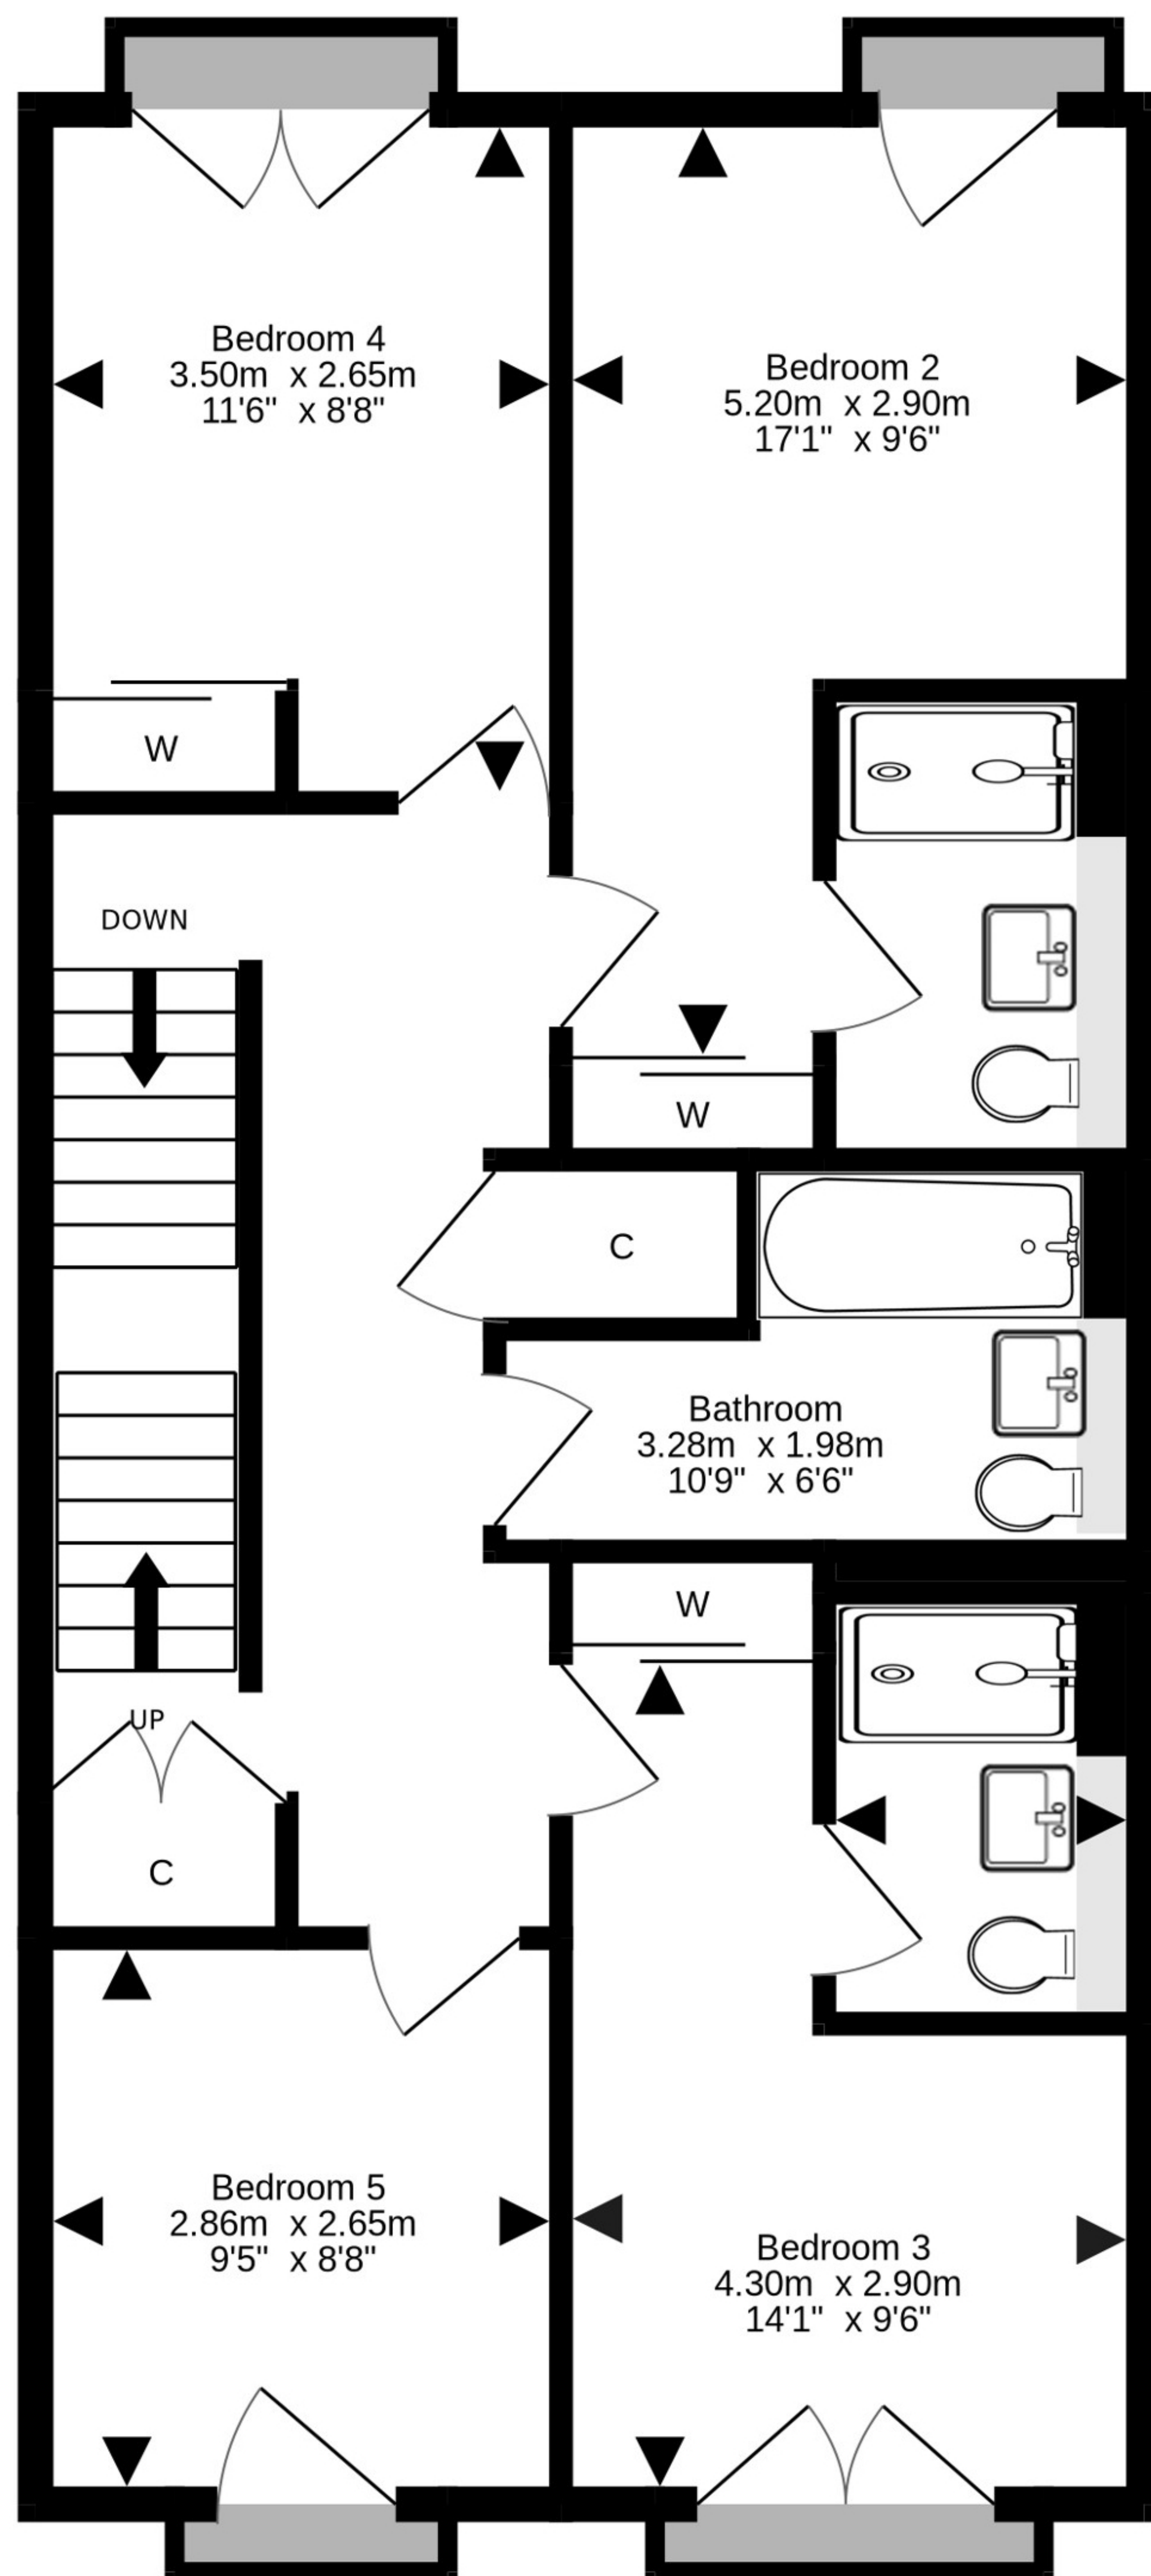 Bedroom 4
3.50m x 2.65m
11'6" x 8'8"
Bedroom 2
5.20m x 2.90m
17'1" x 9'6"
W
DOWN
W
C
Bathroom
3.28m x 1.98m
10'9" x 6'6"
W
UP
C
Bedroom 5
2.86m x 2.65m
9'5" x 8'8"
Bedroom 3
4.30m x 2.90m
14'1" x 9'6"